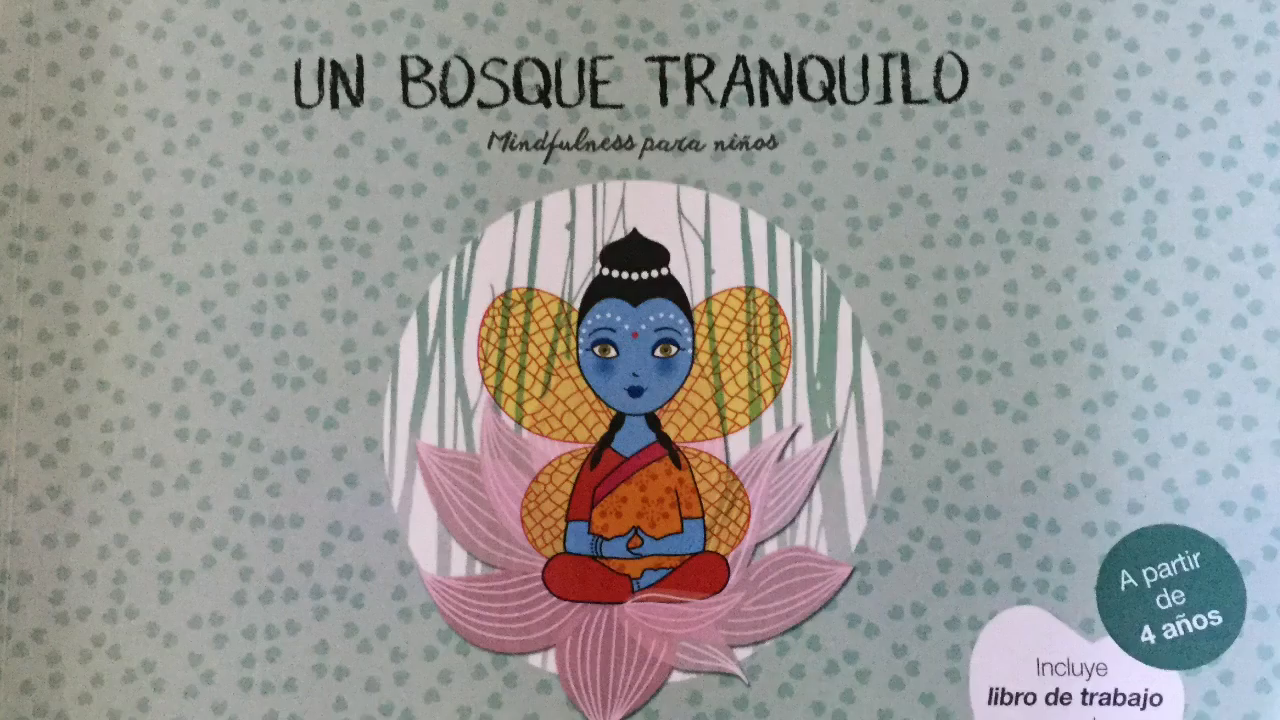 UN BOSQUE TRANQUILO
Mindfulness para niños
A partir
de
4 años
Incluye
libro de trabajo